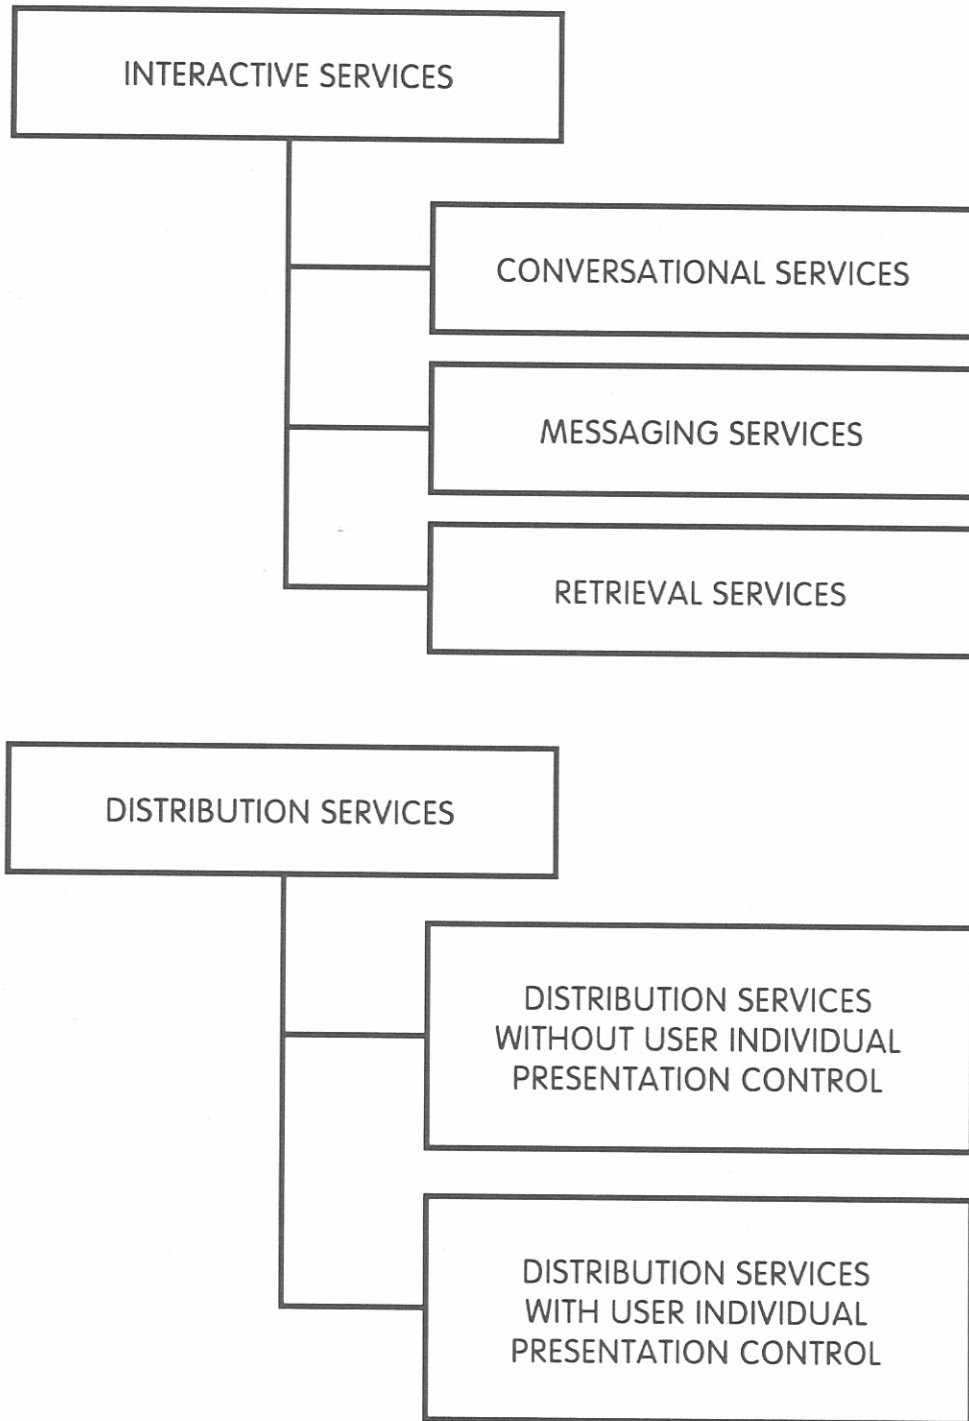 INTERACTIVE SERVICES
CONVERSATIONAL SERVICES
MESSAGING SERVICES
RETRIEVAL SERVICES
DISTRIBUTION SERVICES
DISTRIBUTION SERVICES
WITHOUT USER INDIVIDUAL
PRESENTATION CONTROL
DISTRIBUTION SERVICES
WITH USER INDIVIDUAL
PRESENTATION CONTROL